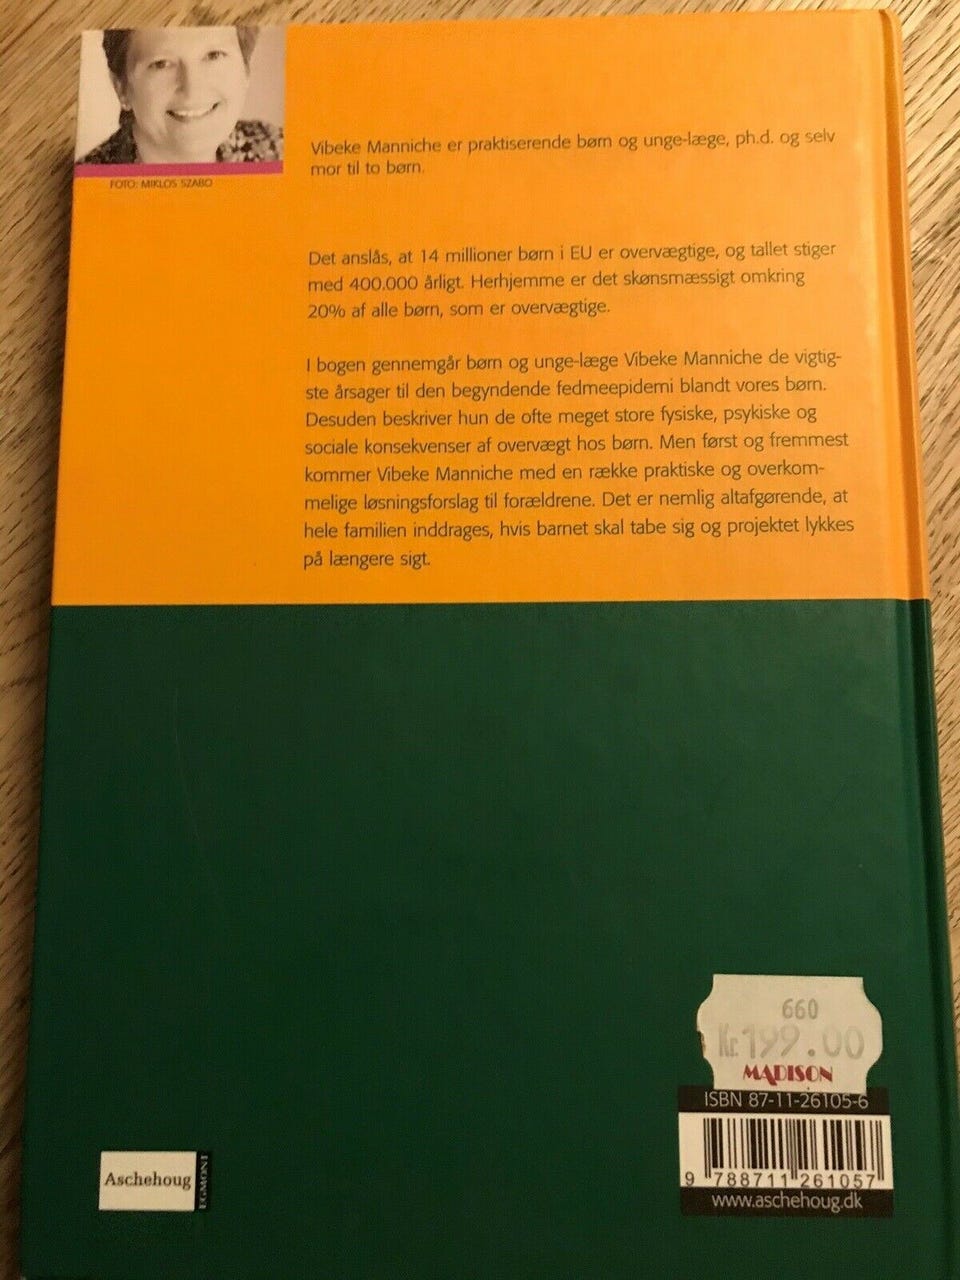 FOTO: MIKLOS SZABO
Vibeke Manniche er praktiserende børn og unge-læge, ph.d. og selv
mor til to børn.
Det anslås, at 14 millioner børn i EU er overvægtige, og tallet stiger
med 400.000 årligt. Herhjemme er det skønsmæssigt omkring
20% af alle børn, som er overvægtige.
I bogen gennemgår børn og unge-læge Vibeke Manniche de vigtig-
ste årsager til den begyndende fedmeepidemi blandt vores børn.
Desuden beskriver hun de ofte meget store fysiske, psykiske og
sociale konsekvenser af overvægt hos børn. Men først og fremmest
kommer Vibeke Manniche med en række praktiske og overkom-
melige løsningsforslag til forældrene. Det er nemlig altafgørende, at
hele familien inddrages, hvis barnet skal tabe sig og projektet lykkes
på længere sigt.
660
Kr.199.00
MADISON
ISBN 87-11-26105-6
9 788711 261057
www.aschehoug.dk
Aschehoug
EGMONT